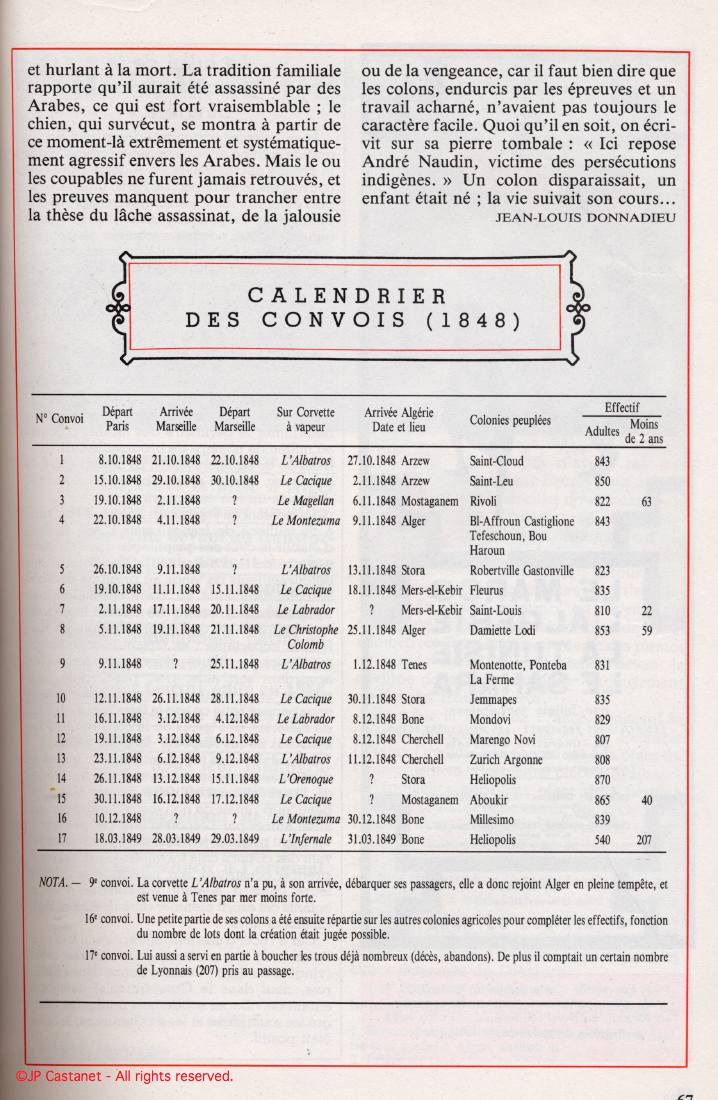 et hurlant à la mort. La tradition familiale
rapporte qu'il aurait été assassiné par des
Arabes, ce qui est fort vraisemblable ; le
chien, qui survécut, se montra à partir de
ce moment-là extrêmement et systématique-
ment agressif envers les Arabes. Mais le ou
les coupables ne furent jamais retrouvés, et
les preuves manquent pour trancher entre
la thèse du lâche assassinat, de la jalousie
ou de la vengeance, car il faut bien dire que
les colons, endurcis par les épreuves et un
travail acharné, n'avaient pas toujours le
caractère facile. Quoi qu'il en soit, on écri-
vit sur sa pierre tombale : « Ici repose
André Naudin, victime des persécutions
indigènes. » Un colon disparaissait, un
enfant était né ; la vie suivait son cours...
JEAN-LOUIS DONNADIEU
CALENDRIER
DES CONVOIS (1848)
N° Convoi Départ Paris Arrivée Marseille Départ Marseille Sur Corvette à vapeur Arrivée Algérie Date et lieu Colonies peuplées Effectif Adultes Moins de 2 ans
1 8.10.1848 21.10.1848 22.10.1848 L'Albatros 27.10.1848 Arzew Saint-Cloud 843
2 15.10.1848 29.10.1848 30.10.1848 Le Cacique 2.11.1848 Arzew Saint-Leu 850
3 19.10.1848 2.11.1848 ? Le Magellan 6.11.1848 Mostaganem Rivoli 822 63
4 22.10.1848 4.11.1848 ? Le Montezuma 9.11.1848 Alger Bl-Affroun Castiglione 843
Tefeschoun, Bou
Haroun
5 26.10.1848 9.11.1848 ? L'Albatros 13.11.1848 Stora Robertville Gastonville 823
6 19.10.1848 11.11.1848 15.11.1848 Le Cacique 18.11.1848 Mers-el-Kebir Fleurus 835
7 2.11.1848 17.11.1848 20.11.1848 Le Labrador ? Mers-el-Kebir Saint-Louis 810 22
8 5.11.1848 19.11.1848 21.11.1848 Le Christophe 25.11.1848 Alger Damiette Lodi 853 59
Colomb
9 9.11.1848 ? 25.11.1848 L'Albatros 1.12.1848 Tenes Montenotte, Ponteba 831
La Ferme
10 12.11.1848 26.11.1848 28.11.1848 Le Cacique 30.11.1848 Stora Jemmapes 835
11 16.11.1848 3.12.1848 4.12.1848 Le Labrador 8.12.1848 Bone Mondovi 829
12 19.11.1848 3.12.1848 6.12.1848 Le Cacique 8.12.1848 Cherchell Marengo Novi 807
13 23.11.1848 6.12.1848 9.12.1848 L'Albatros 11.12.1848 Cherchell Zurich Argonne 808
14 26.11.1848 13.12.1848 15.11.1848 L'Orenoque ? Stora Heliopolis 870
15 30.11.1848 16.12.1848 17.12.1848 Le Cacique ? Mostaganem Aboukir 865 40
16 10.12.1848 ? ? Le Montezuma 30.12.1848 Bone Millesimo 839
17 18.03.1849 28.03.1849 29.03.1849 L'Infernale 31.03.1849 Bone Heliopolis 540 207
NOTA. — 9e convoi. La corvette L'Albatros n'a pu, à son arrivée, débarquer ses passagers, elle a donc rejoint Alger en pleine tempête, et
est venue à Tenes par mer moins forte.
16e convoi. Une petite partie de ses colons a été ensuite répartie sur les autres colonies agricoles pour compléter les effectifs, fonction
du nombre de lots dont la création était jugée possible.
17e convoi. Lui aussi a servi en partie à boucher les trous déjà nombreux (décès, abandons). De plus il comptait un certain nombre
de Lyonnais (207) pris au passage.
©JP Castanet - All rights reserved.